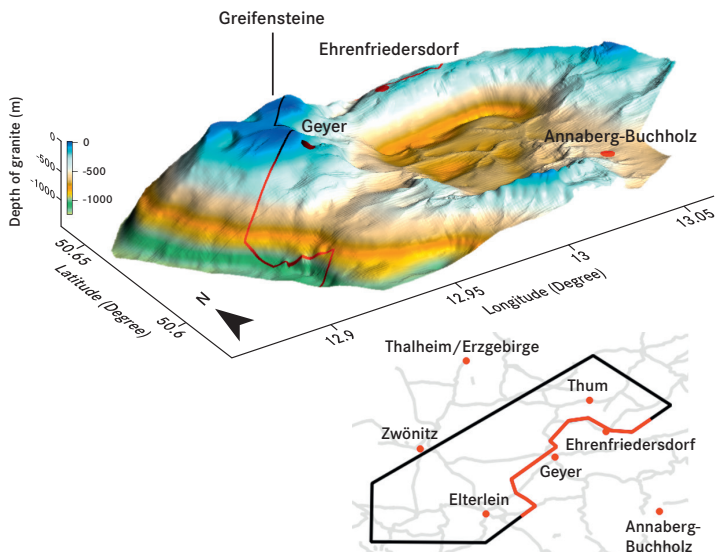 Greifensteine
Ehrenfriedersdorf
Geyer
Annaberg-Buchholz
Depth of granite (m)
0
-500
-1000
0
-500
-1000
50.65
50.6
Latitude (Degree)
N
12.9
12.95
13
13.05
Longitude (Degree)
Thalheim/Erzgebirge
Thum
Zwönitz
Ehrenfriedersdorf
Geyer
Elterlein
Annaberg-
Buchholz